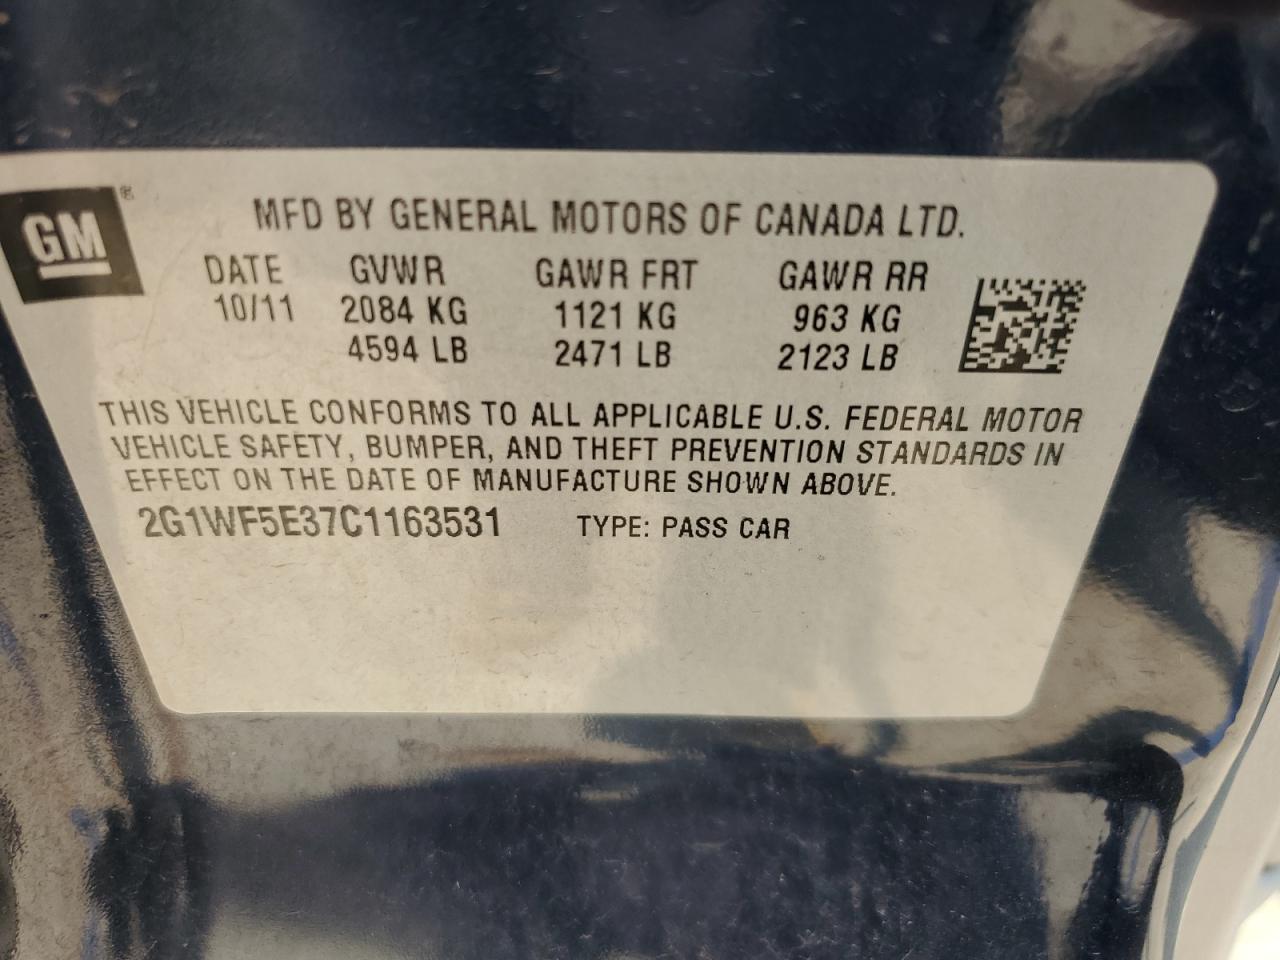 GM ®
MFD BY GENERAL MOTORS OF CANADA LTD.
DATE GVWR GAWR FRT GAWR RR
10/11 2084 KG 1121 KG 963 KG
4594 LB 2471 LB 2123 LB
THIS VEHICLE CONFORMS TO ALL APPLICABLE U.S. FEDERAL MOTOR
VEHICLE SAFETY, BUMPER, AND THEFT PREVENTION STANDARDS IN
EFFECT ON THE DATE OF MANUFACTURE SHOWN ABOVE.
2G1WF5E37C1163531 TYPE: PASS CAR